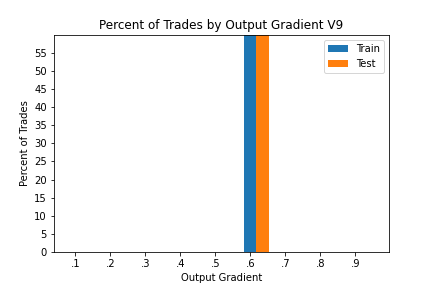 Percent of Trades by Output Gradient V9
Train
Test
Percent of Trades
55
50
45
40
35
30
25
20
15
10
5
0
.1 .2 .3 .4 .5 .6 .7 .8 .9
Output Gradient